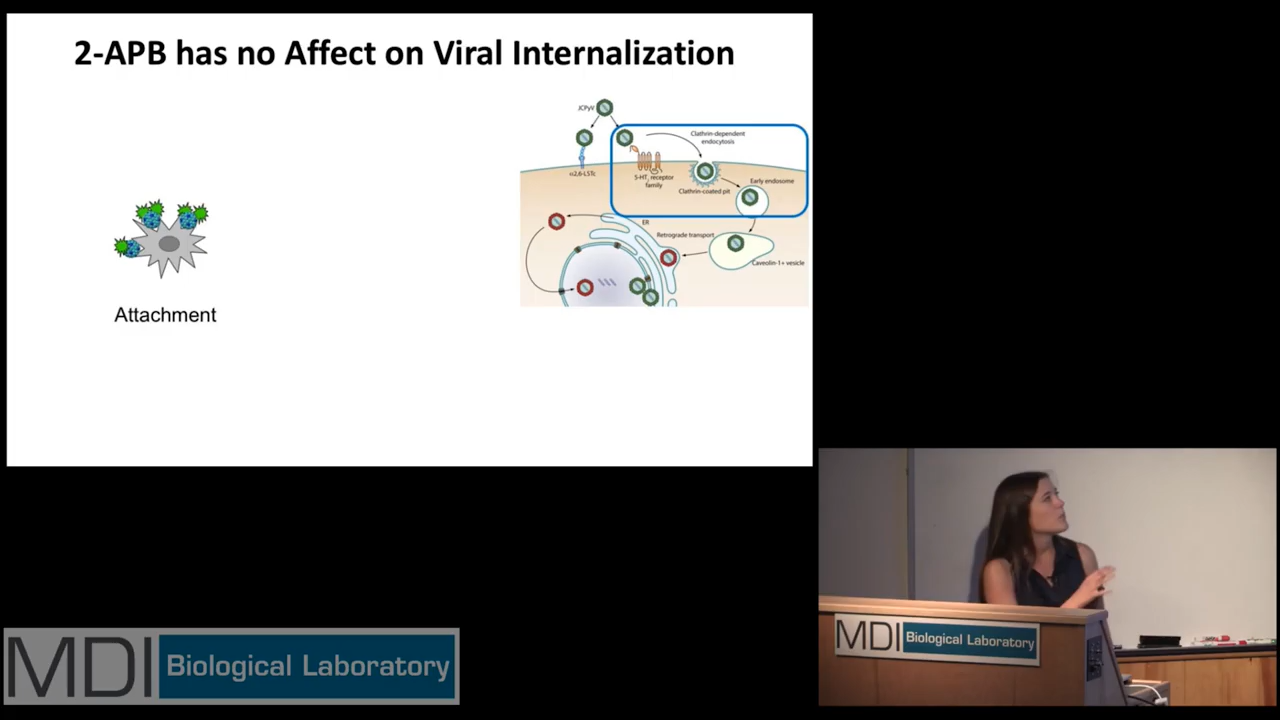 2-APB has no Affect on Viral Internalization
JCPyV
Clathrin-dependent
endocytosis
α2,6-LSTc
5-HT2 receptor
family
Clathrin-coated pit
Early endosome
ER
Retrograde transport
Caveolin-1+ vesicle
Attachment
MDI Biological Laboratory
MDI Biological Laboratory